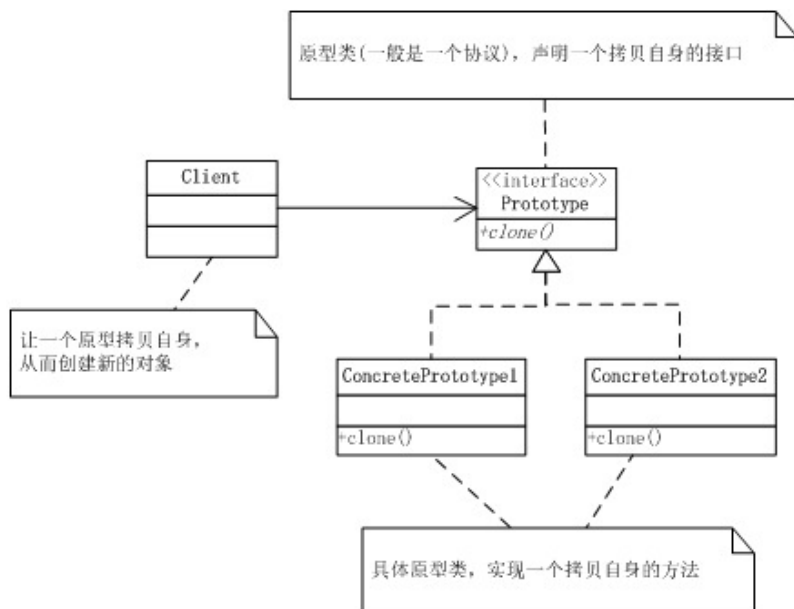 原型类(一般是一个协议)，声明一个拷贝自身的接口
Client
<<interface>>
Prototype
+clone()
让一个原型拷贝自身，
从而创建新的对象
ConcretePrototype1
+clone()
ConcretePrototype2
+clone()
具体原型类，实现一个拷贝自身的方法